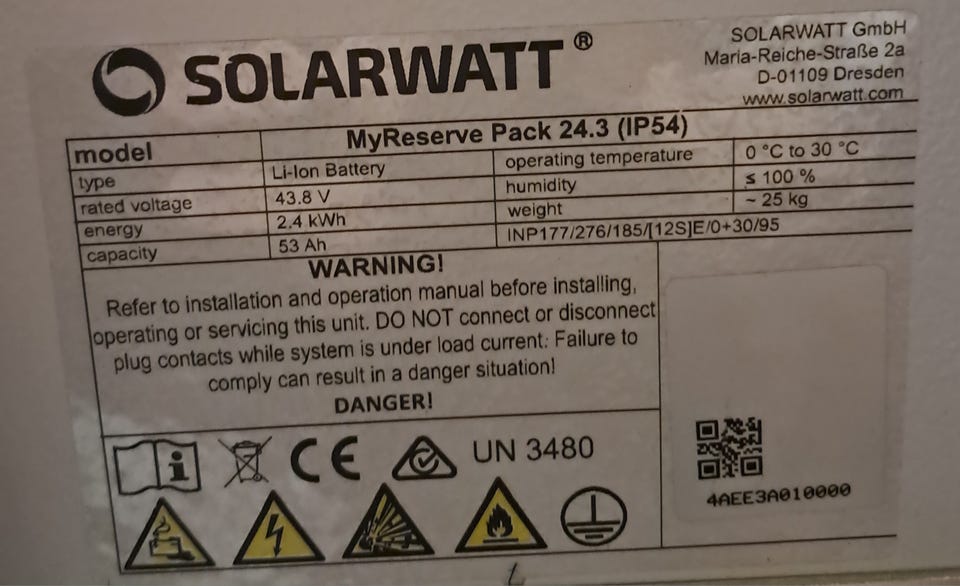 SOLARWATT®
SOLARWATT GmbH
Maria-Reiche-Straße 2a
D-01109 Dresden
www.solarwatt.com
model MyReserve Pack 24.3 (IP54)
type Li-Ion Battery operating temperature 0 °C to 30 °C
rated voltage 43.8 V humidity ≤ 100 %
energy 2.4 kWh weight ~ 25 kg
capacity 53 Ah INP177/276/185/[12S]E/0+30/95
WARNING!
Refer to installation and operation manual before installing,
operating or servicing this unit. DO NOT connect or disconnect
plug contacts while system is under load current. Failure to
comply can result in a danger situation!
DANGER!
CE UN 3480
4AEE3A010000